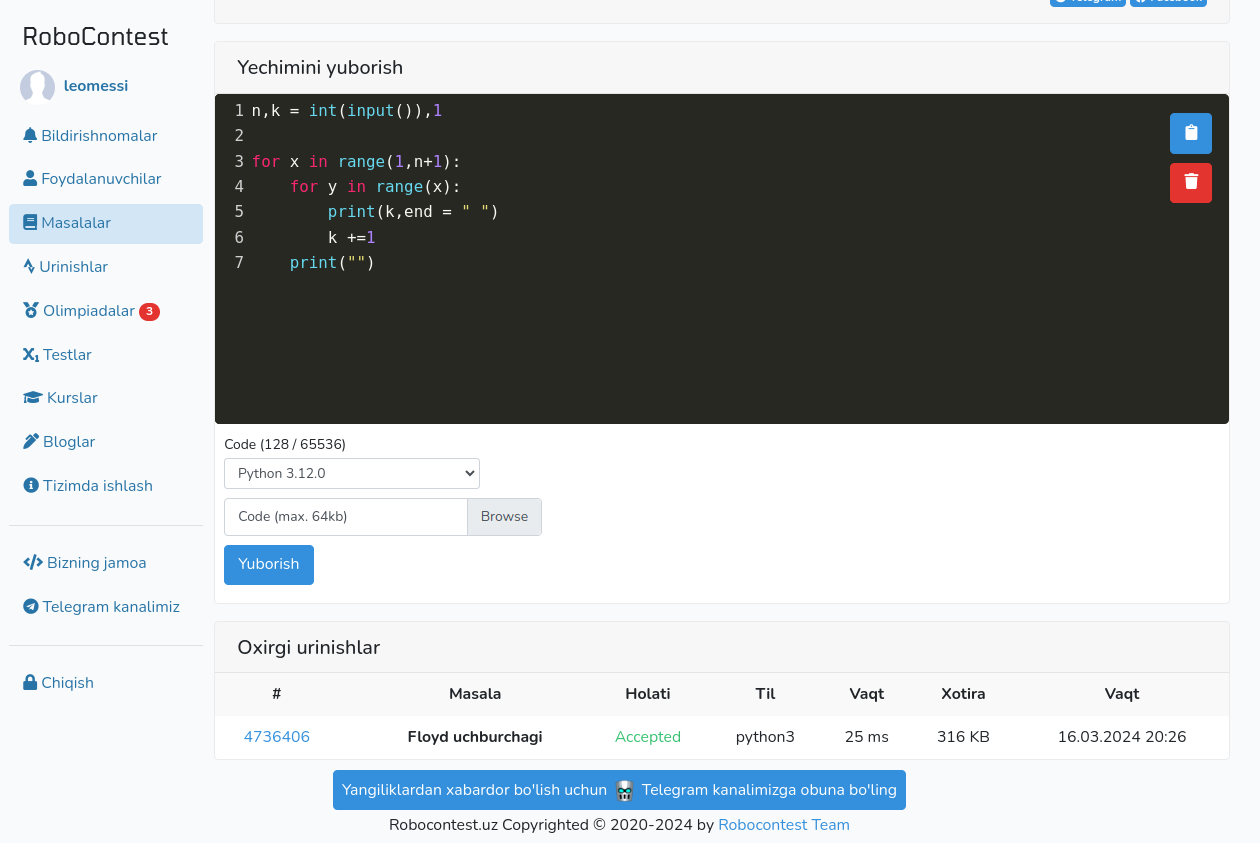 Telegram Facebook
RoboContest
leomessi
Bildirishnomalar
Foydalanuvchilar
Masalalar
Urinishlar
Olimpiadalar 3
Testlar
Kurslar
Bloglar
Tizimda ishlash
Bizning jamoa
Telegram kanalimiz
Chiqish
Yechimini yuborish
1 n,k = int(input()),1
2
3 for x in range(1,n+1):
4     for y in range(x):
5         print(k,end = " ")
6         k +=1
7     print("")
Code (128 / 65536)
Python 3.12.0
Code (max. 64kb) Browse
Yuborish
Oxirgi urinishlar
# Masala Holati Til Vaqt Xotira Vaqt
4736406 Floyd uchburchagi Accepted python3 25 ms 316 KB 16.03.2024 20:26
Yangiliklardan xabardor bo'lish uchun Telegram kanalimizga obuna bo'ling
Robocontest.uz Copyrighted © 2020-2024 by Robocontest Team